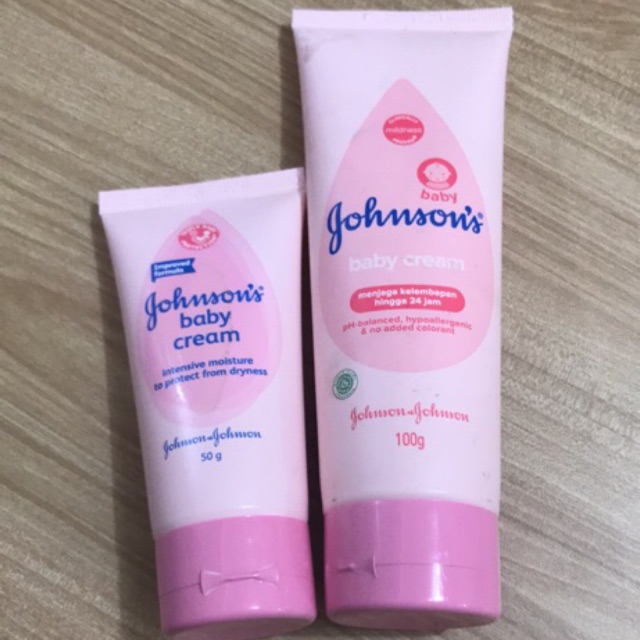 Improved
formula
Johnson's
baby
cream
intensive moisture
to protect from dryness
Johnson & Johnson
50 g
mildness
baby
Johnson's
baby cream
menjaga kelembapan
hingga 24 jam
pH-balanced, hypoallergenic
& no added colorant
Johnson & Johnson
100g